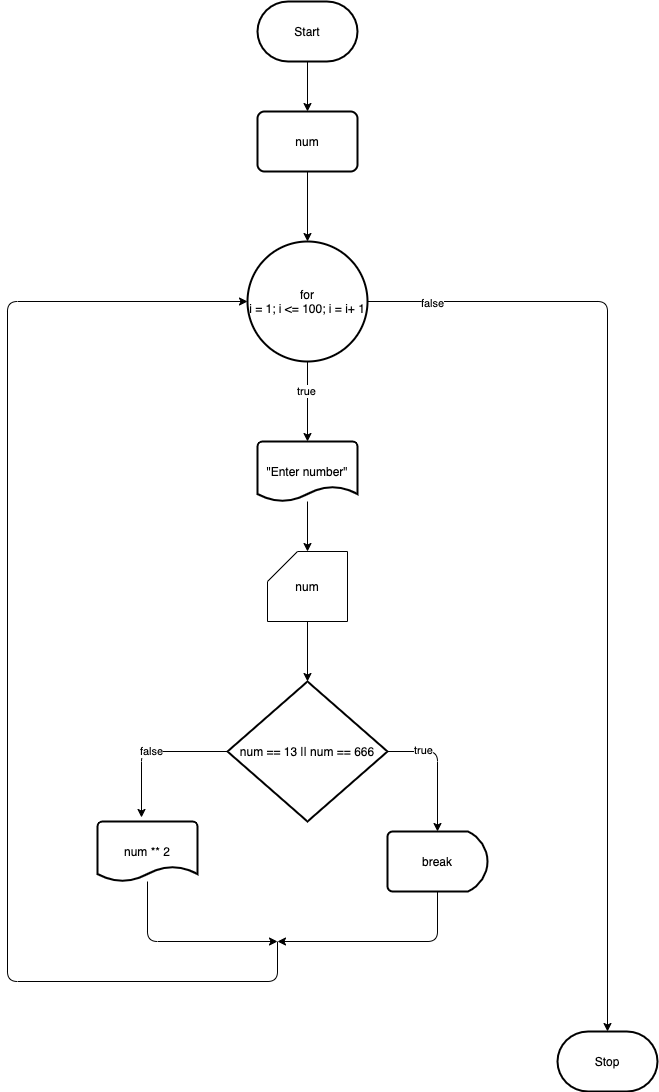 Start
num
for
i = 1; i <= 100; i = i+ 1
false
true
"Enter number"
num
num == 13 || num == 666
false
true
num ** 2
break
Stop